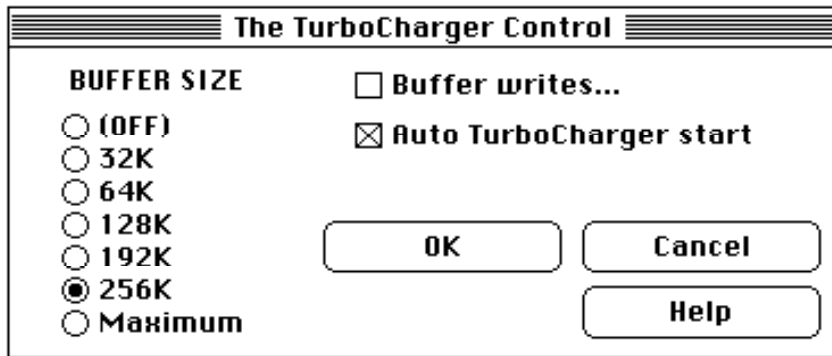 The TurboCharger Control
BUFFER SIZE
(OFF)
32K
64K
128K
192K
256K
Maximum
Buffer writes...
Auto TurboCharger start
OK
Cancel
Help